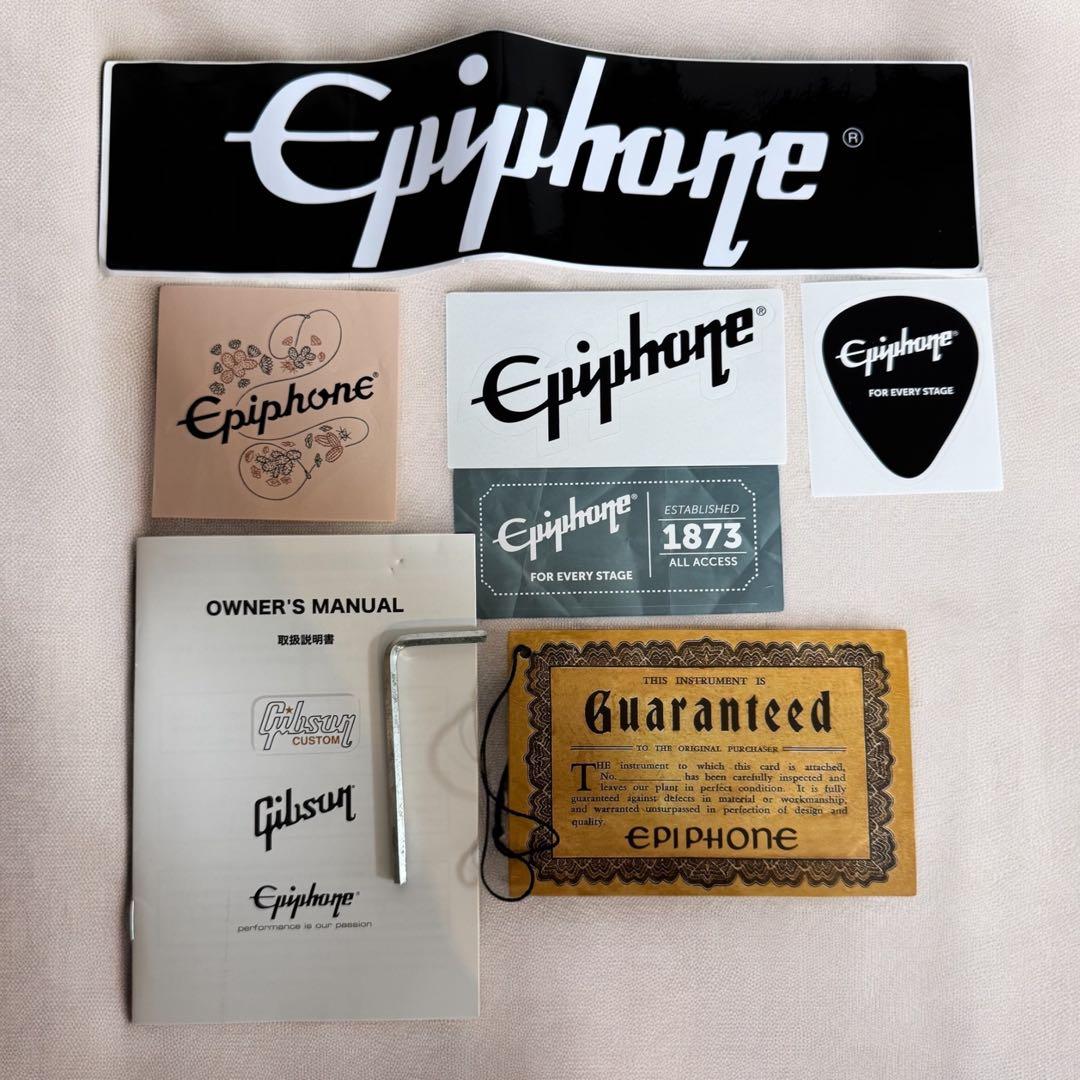 Epiphone®
Epiphone®
Epiphone®
Epiphone®
FOR EVERY STAGE
Epiphone®
FOR EVERY STAGE
ESTABLISHED
1873
ALL ACCESS
OWNER'S MANUAL
取扱説明書
Gibson
CUSTOM
Gibson
Epiphone®
performance is our passion
THIS INSTRUMENT IS
Guaranteed
TO THE ORIGINAL PURCHASER
THE instrument to which this card is attached,
No. has been carefully inspected and
leaves our plant in perfect condition. It is fully
guaranteed against defects in material or workmanship,
and warranted unsurpassed in perfection of design and
quality.
EPIPHONE